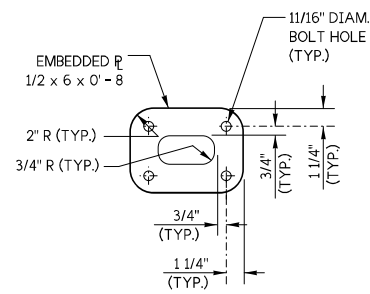 11/16" DIAM.
BOLT HOLE
(TYP.)
EMBEDDED ⅊
1/2 x 6 x 0' - 8
2" R (TYP.)
3/4" R (TYP.)
3/4"
(TYP.)
1 1/4"
(TYP.)
3/4"
(TYP.)
1 1/4"
(TYP.)